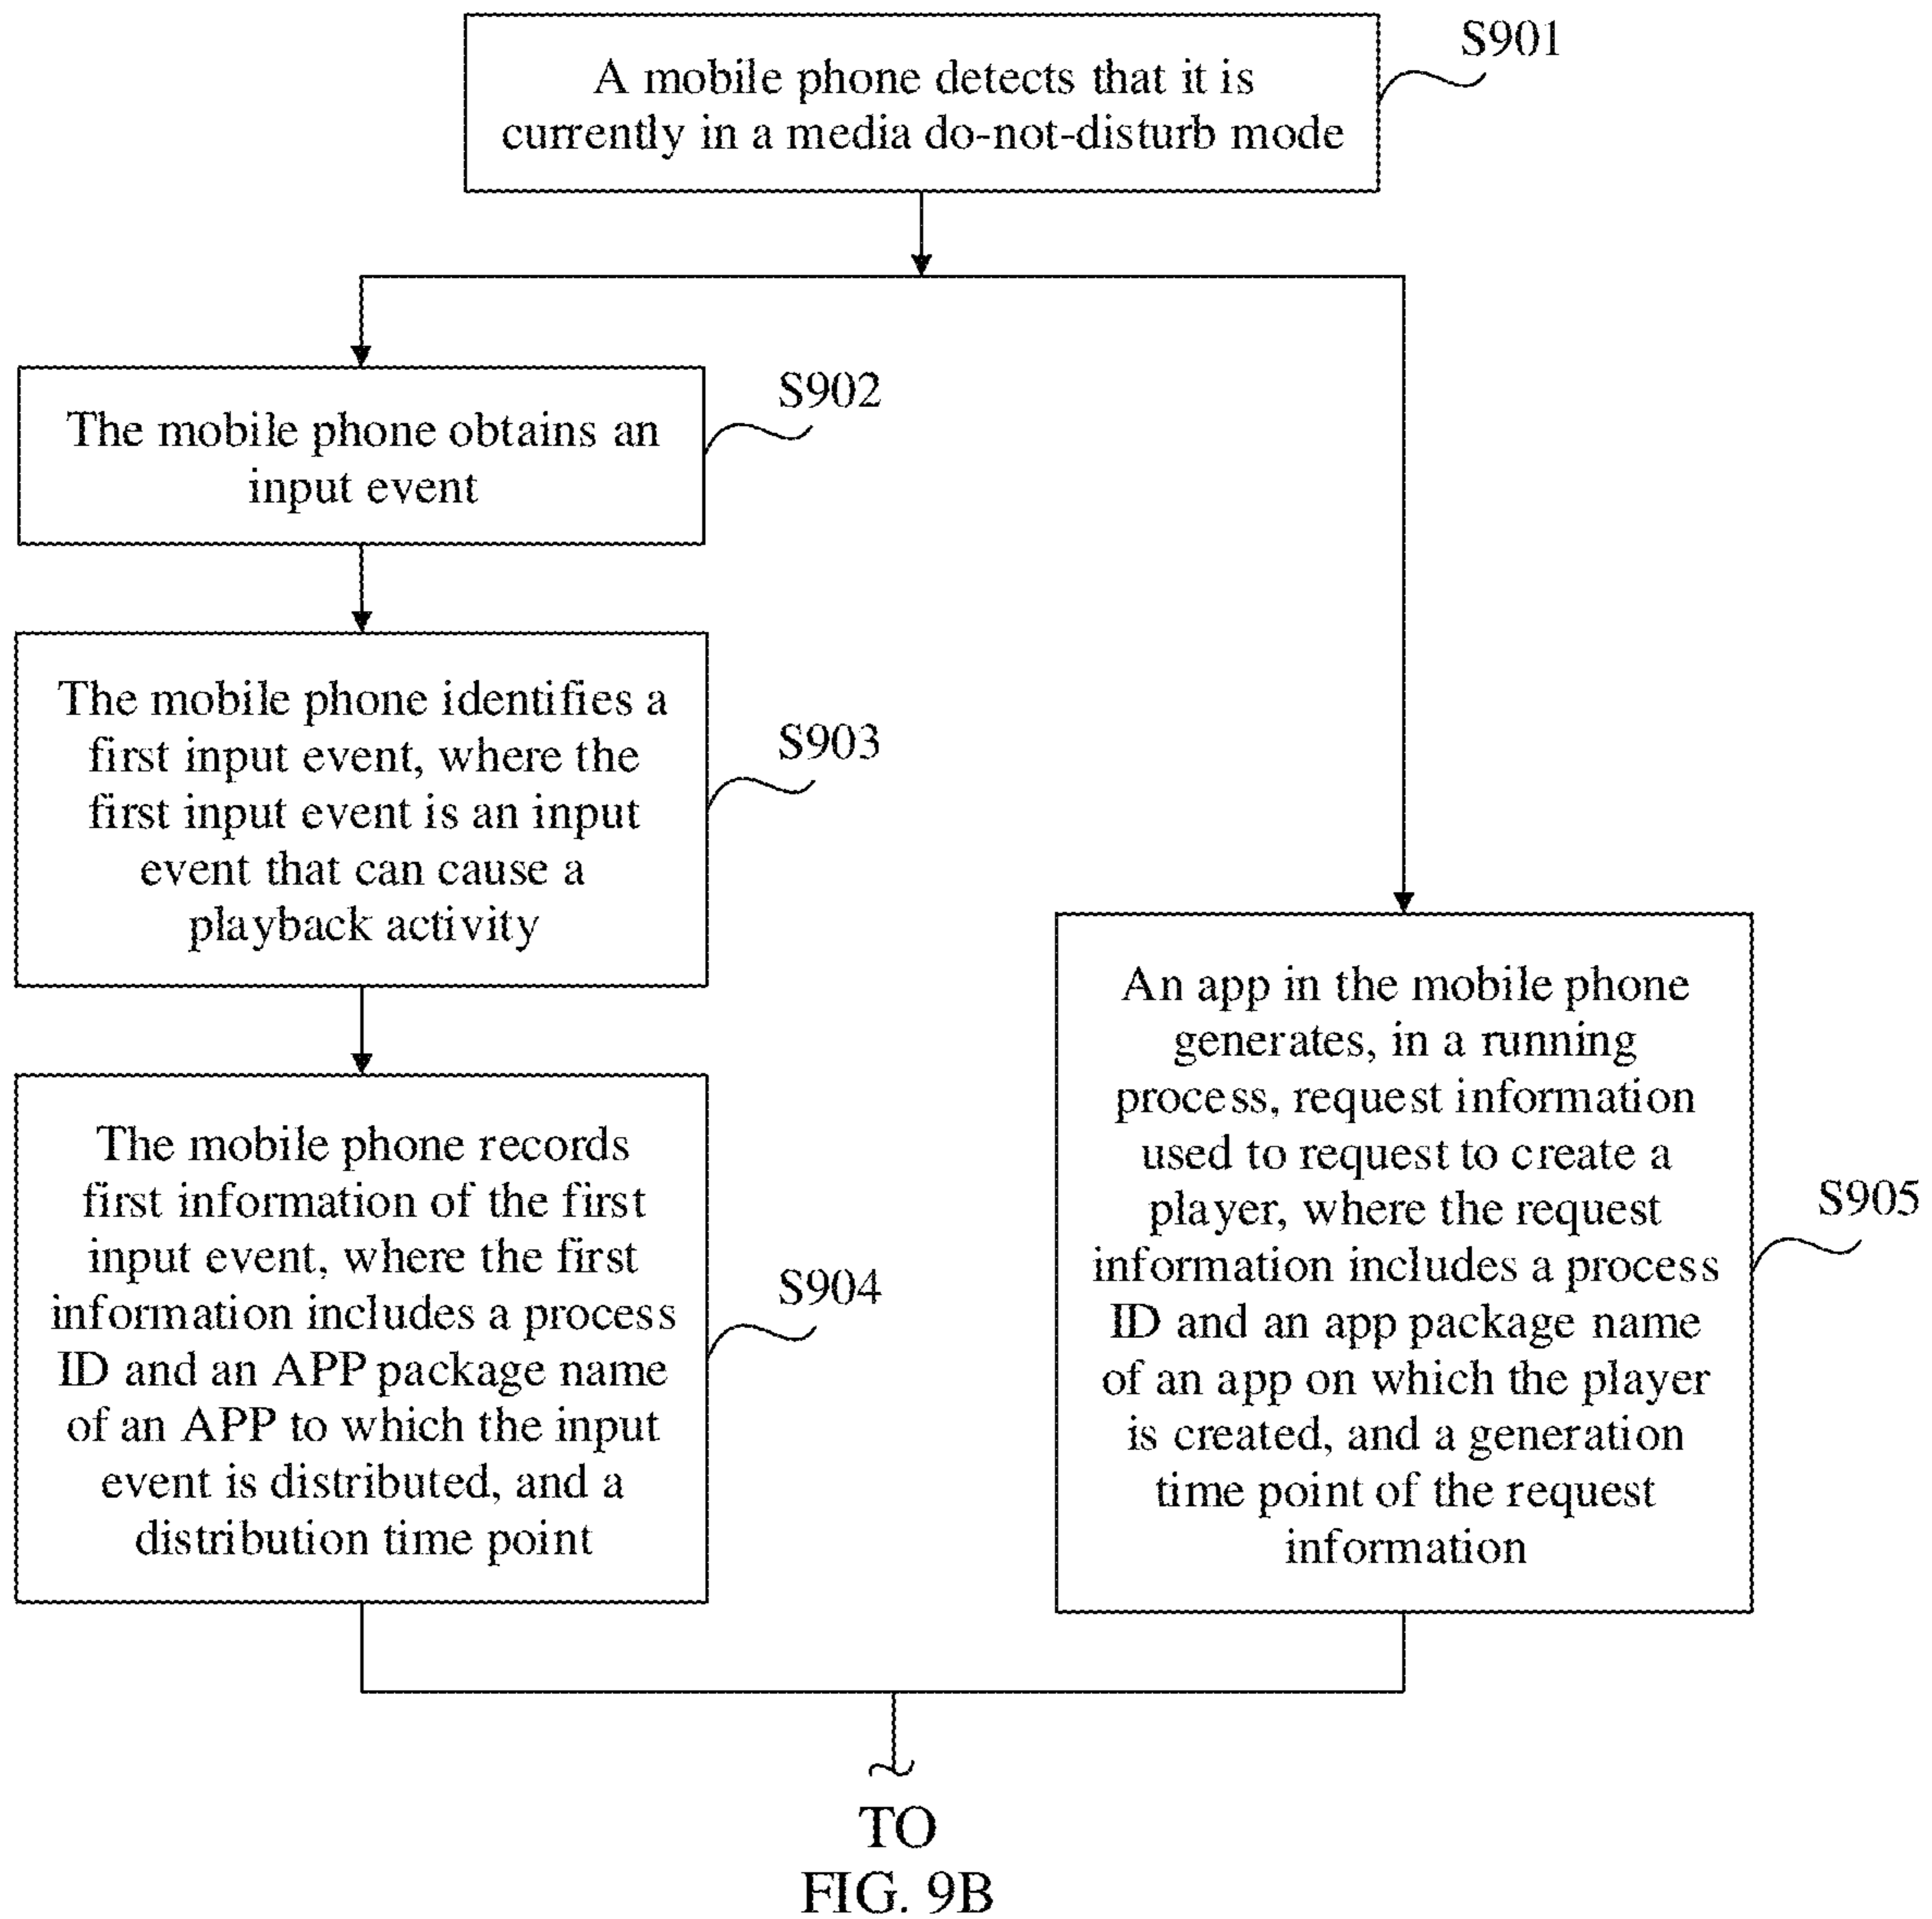 S901
A mobile phone detects that it is
currently in a media do-not-disturb mode
S902
The mobile phone obtains an
input event
S903
The mobile phone identifies a
first input event, where the
first input event is an input
event that can cause a
playback activity
S904
The mobile phone records
first information of the first
input event, where the first
information includes a process
ID and an APP package name
of an APP to which the input
event is distributed, and a
distribution time point
S905
An app in the mobile phone
generates, in a running
process, request information
used to request to create a
player, where the request
information includes a process
ID and an app package name
of an app on which the player
is created, and a generation
time point of the request
information
TO
FIG. 9B